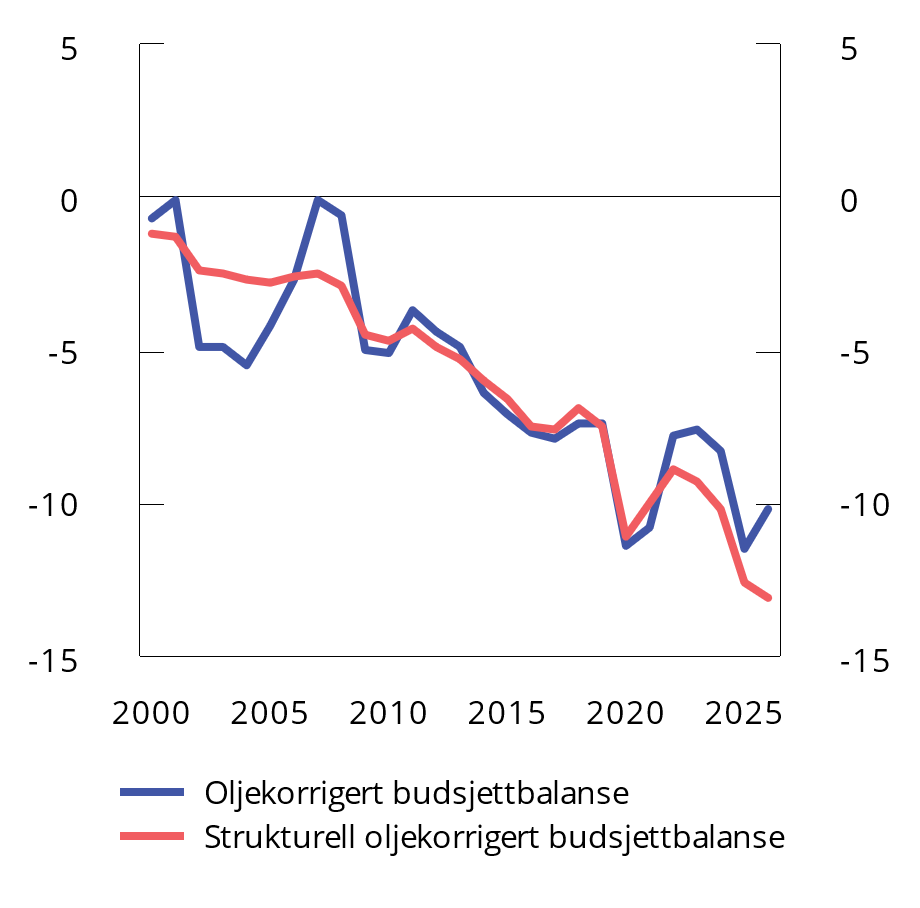 5 5
0 0
-5 -5
-10 -10
-15 -15
2000 2005 2010 2015 2020 2025
Oljekorrigert budsjettbalanse
Strukturell oljekorrigert budsjettbalanse